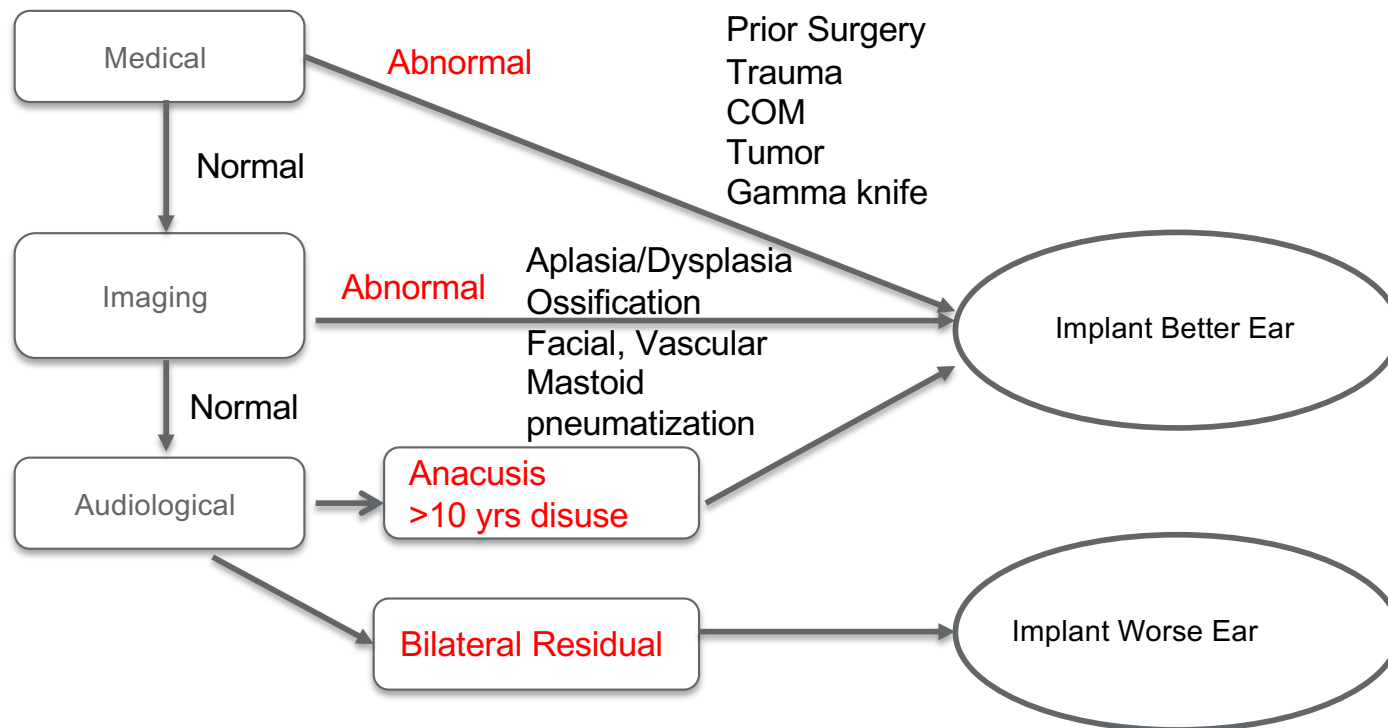 Medical
Abnormal
Prior Surgery
Trauma
COM
Tumor
Gamma knife
Normal
Imaging
Abnormal
Aplasia/Dysplasia
Ossification
Facial, Vascular
Mastoid
pneumatization
Implant Better Ear
Normal
Audiological
Anacusis
>10 yrs disuse
Bilateral Residual
Implant Worse Ear